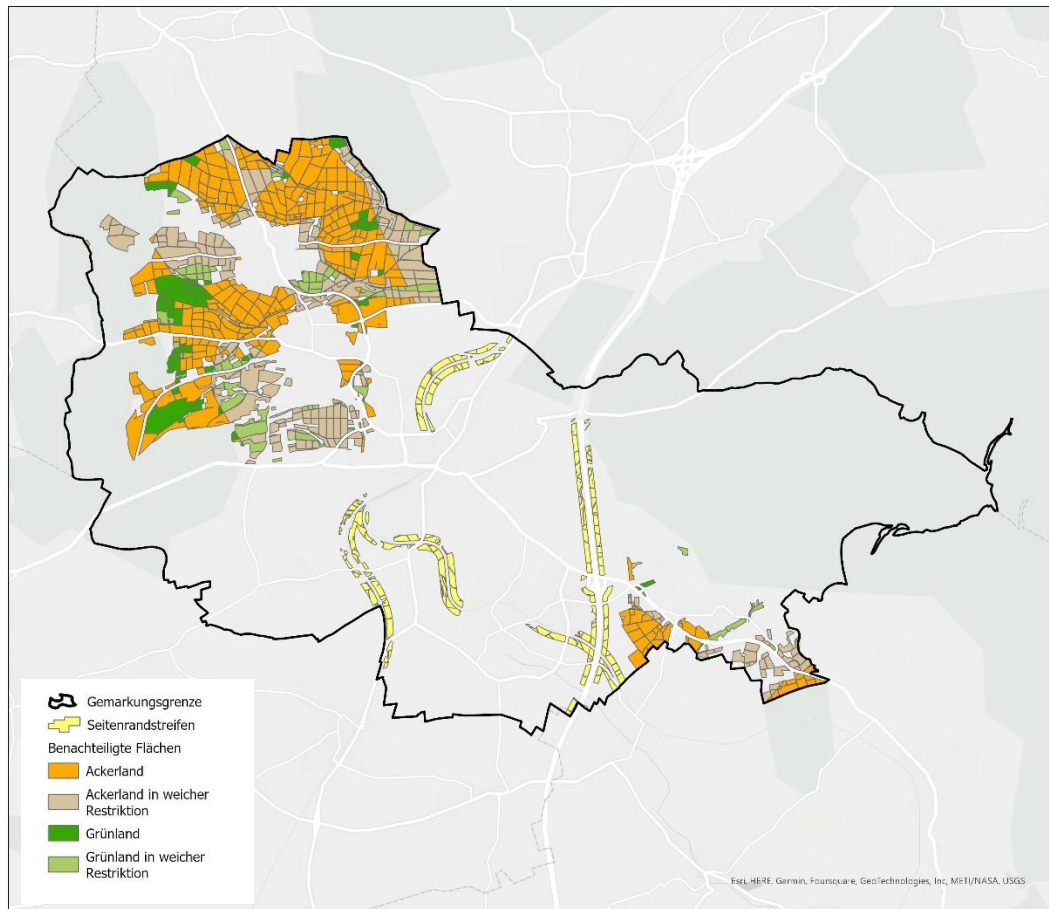 Gemarkungsgrenze
Seitenrandstreifen
Benachteiligte Flächen
Ackerland
Ackerland in weicher
Restriktion
Grünland
Grünland in weicher
Restriktion
Esri, HERE, Garmin, Foursquare, GeoTechnologies, Inc, METI/NASA, USGS